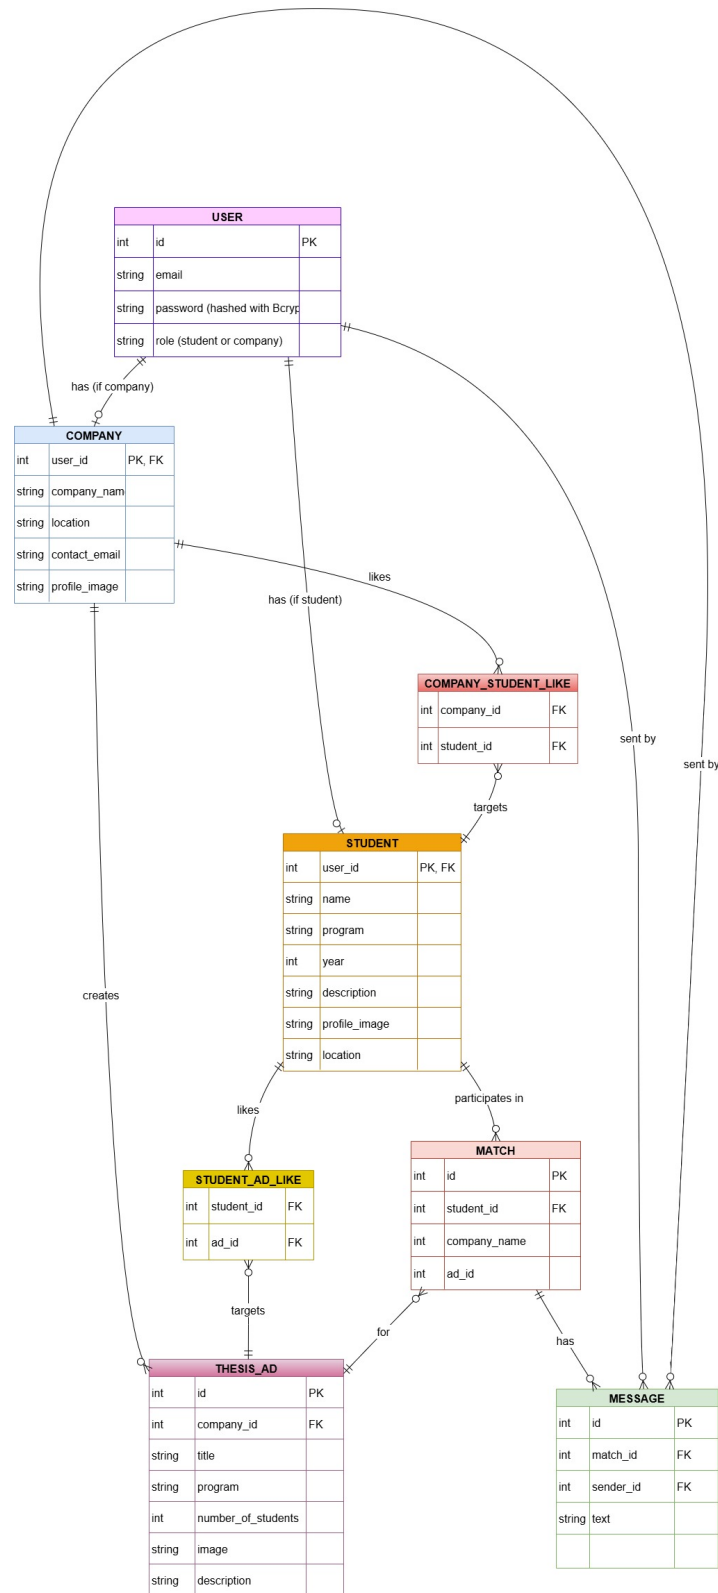 USER
int id PK
string email
string password (hashed with Bcryp
string role (student or company)
has (if company)
COMPANY
int user_id PK, FK
string company_nam
string location
string contact_email
string profile_image
likes
has (if student)
COMPANY_STUDENT_LIKE
int company_id FK
int student_id FK
sent by
sent by
targets
STUDENT
int user_id PK, FK
string name
string program
int year
string description
string profile_image
string location
creates
likes
participates in
MATCH
int id PK
int student_id FK
int company_name
int ad_id
STUDENT_AD_LIKE
int student_id FK
int ad_id FK
targets
for
has
THESIS_AD
int id PK
int company_id FK
string title
string program
int number_of_students
string image
string description
MESSAGE
int id PK
int match_id FK
int sender_id FK
string text